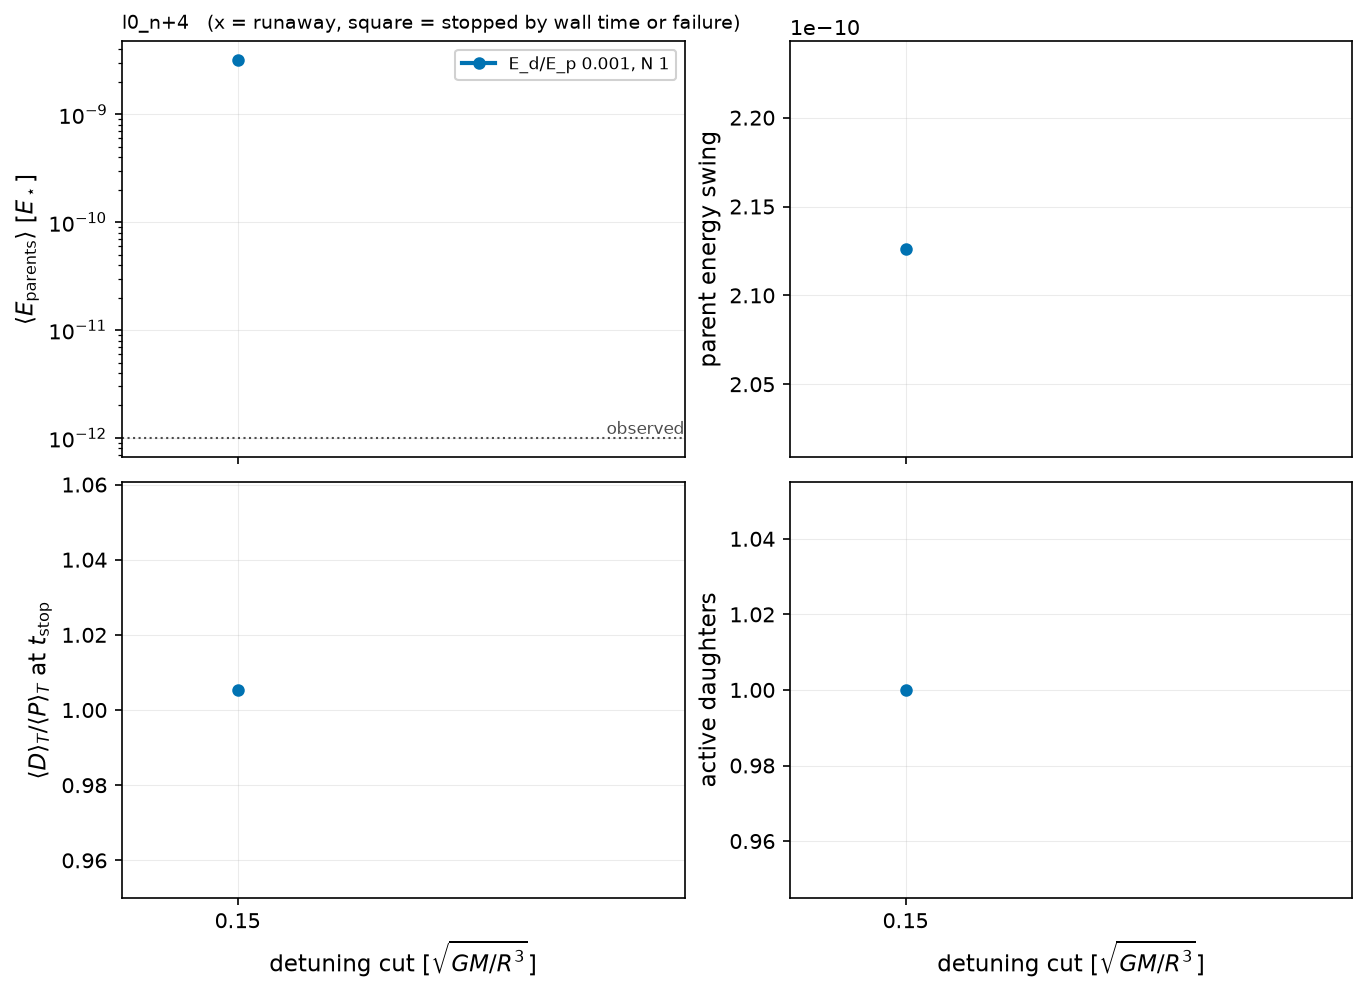 l0_n+4   (x = runaway, square = stopped by wall time or failure)
E_d/E_p 0.001, N 1
10⁻⁹
10⁻¹⁰
10⁻¹¹
10⁻¹²
⟨E_parents⟩ [E⋆]
observed
1e−10
2.20
2.15
2.10
2.05
parent energy swing
1.06
1.04
1.02
1.00
0.98
0.96
⟨D⟩_T/⟨P⟩_T at t_stop
0.15
detuning cut [√GM/R³]
1.04
1.02
1.00
0.98
0.96
active daughters
0.15
detuning cut [√GM/R³]